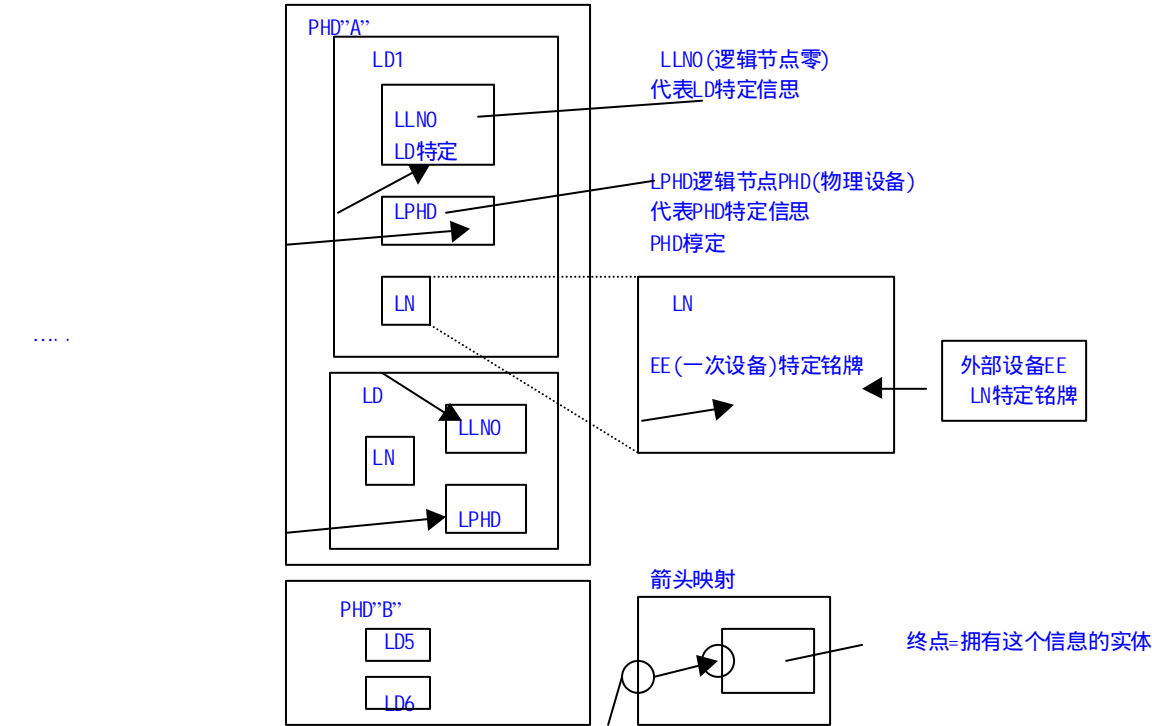 PHD”A”
LD1
LLNO
LD特定
LPHD
LN
LLNO(逻辑节点零)
代表LD特定信思
LPHD逻辑节点PHD(物理设备)
代表PHD特定信思
PHD椁定
…. .
LN
EE(一次设备)特定铭牌
外部设备EE
LN特定铭牌
LD
LLNO
LN
LPHD
PHD”B”
LD5
LD6
箭头映射
终点=拥有这个信息的实体